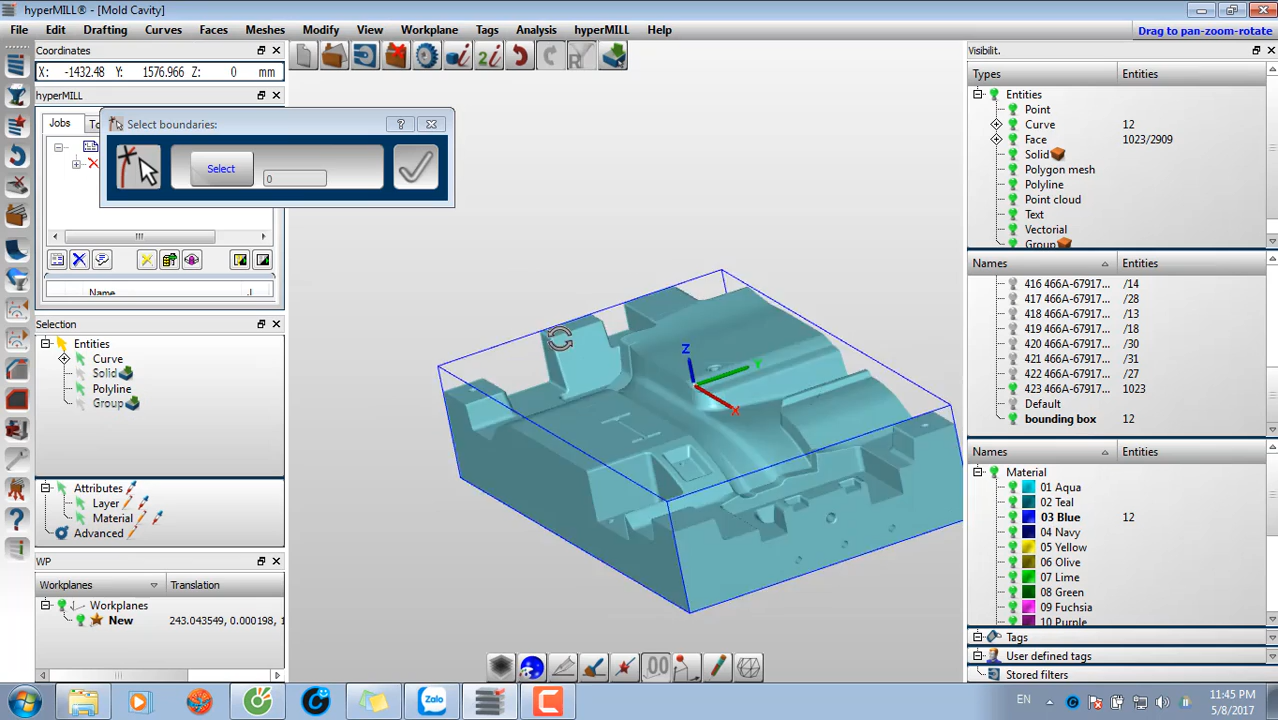 hyperMILL® - [Mold Cavity]
File Edit Drafting Curves Faces Meshes Modify View Workplane Tags Analysis hyperMILL Help
Drag to pan-zoom-rotate
Coordinates
X: -1432.48 Y: 1576.966 Z: 0 mm
hyperMILL
Jobs
Select boundaries:
Select
0
Name
Selection
Entities
Curve
Solid
Polyline
Group
Attributes
Layer
Material
Advanced
WP
Workplanes Translation
Workplanes
New 243.043549, 0.000198, 1
Z
Y
X
Visibilit.
Types Entities
Entities
Point
Curve 12
Face 1023/2909
Solid
Polygon mesh
Polyline
Point cloud
Text
Vectorial
Group
Names Entities
416 466A-67917... /14
417 466A-67917... /28
418 466A-67917... /13
419 466A-67917... /18
420 466A-67917... /30
421 466A-67917... /31
422 466A-67917... /27
423 466A-67917... 1023
Default
bounding box 12
Names Entities
Material
01 Aqua
02 Teal
03 Blue 12
04 Navy
05 Yellow
06 Olive
07 Lime
08 Green
09 Fuchsia
10 Purple
Tags
User defined tags
Stored filters
Zalo
EN
11:45 PM
5/8/2017